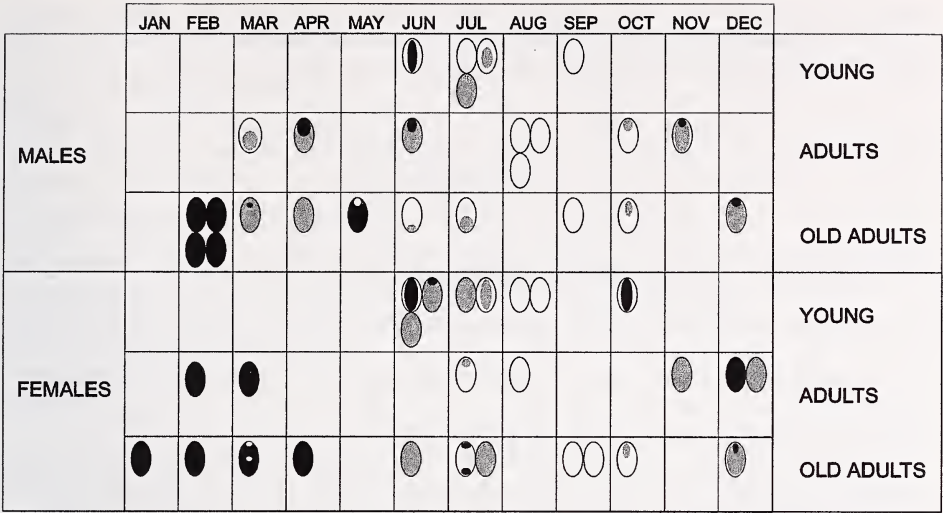 JAN FEB MAR APR MAY JUN JUL AUG SEP OCT NOV DEC
YOUNG
MALES
ADULTS
OLD ADULTS
YOUNG
FEMALES
ADULTS
OLD ADULTS